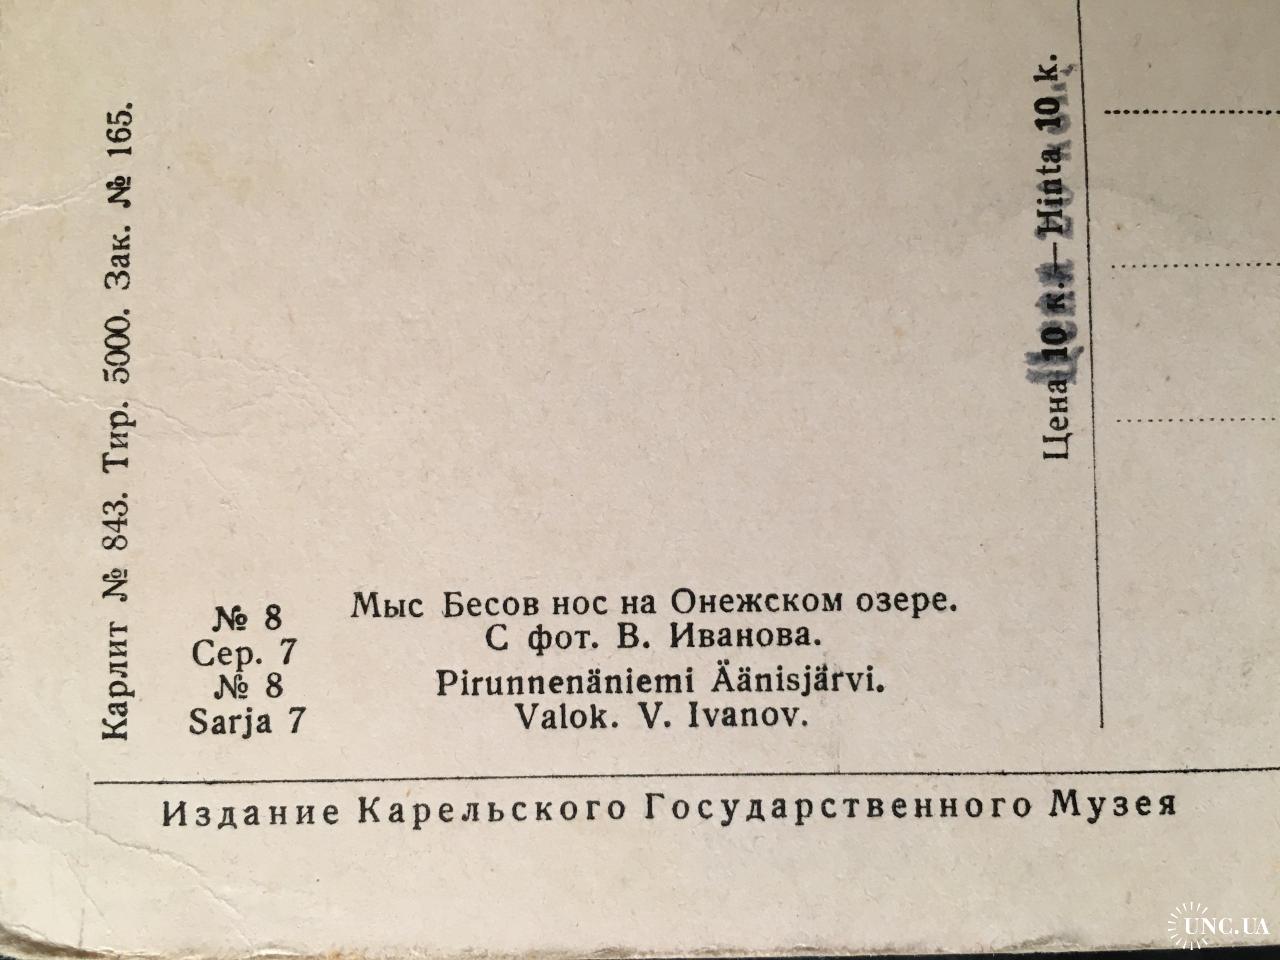 Карлит № 843. Тир. 5000. Зак. № 165.
№ 8
Сер. 7
№ 8
Sarja 7
Мыс Бесов нос на Онежском озере.
С фот. В. Иванова.
Pirunnenäniemi Äänisjärvi.
Valok. V. Ivanov.
Цена 10 к.—Hinta 10 k.
Цена
Издание Карельского Государственного Музея
UNC.UA